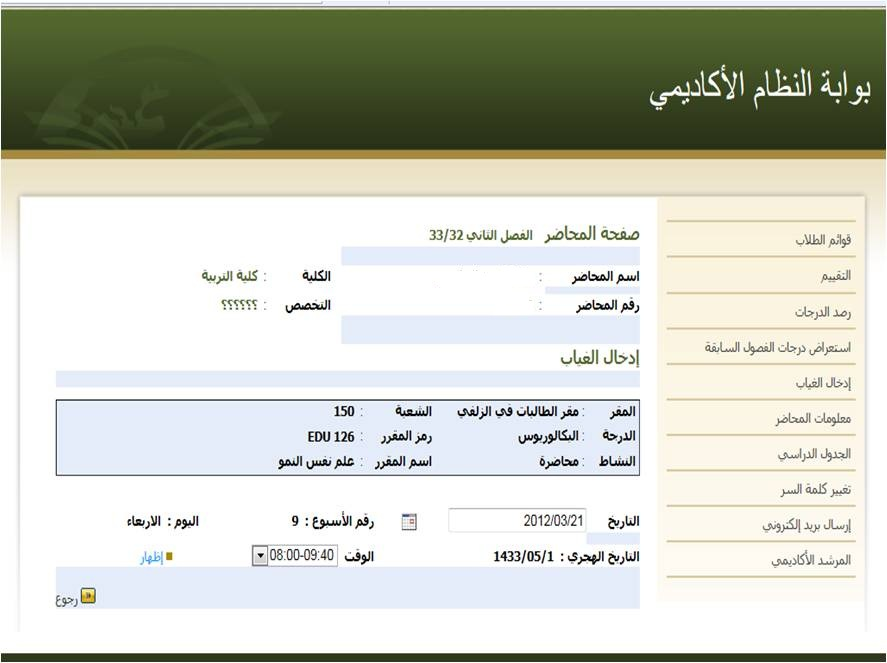 بوابة النظام الأكاديمي
قوائم الطلاب
التقييم
رصد الدرجات
استعراض درجات الفصول السابقة
إدخال الغياب
معلومات المحاضر
الجدول الدراسي
تغيير كلمة السر
إرسال بريد إلكتروني
المرشد الأكاديمي
صفحة المحاضر الفصل الثاني 33/32
اسم المحاضر : الكلية : كلية التربية
رقم المحاضر : التخصص : ؟؟؟؟؟؟
إدخال الغياب
المقر : مقر الطالبات في الزلفي الشعبة : 150
الدرجة : البكالوريوس رمز المقرر : EDU 126
النشاط : محاضرة اسم المقرر : علم نفس النمو
التاريخ 2012/03/21 رقم الأسبوع : 9 اليوم : الاربعاء
التاريخ الهجري : 1433/05/1 الوقت 08:00-09:40 إظهار
رجوع